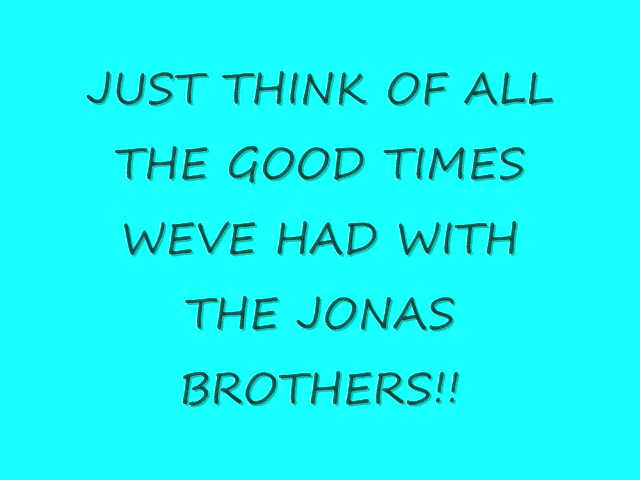 JUST THINK OF ALL
THE GOOD TIMES
WEVE HAD WITH
THE JONAS
BROTHERS!!